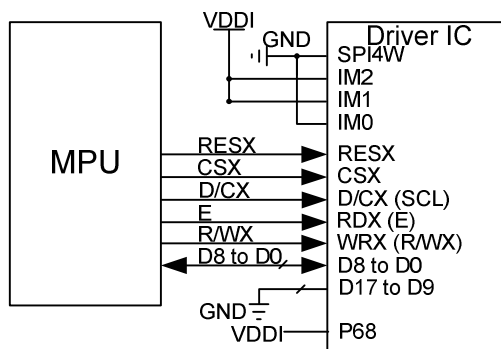 VDDI
GND
Driver IC
SPI4W
IM2
IM1
IM0
MPU
RESX
RESX
CSX
CSX
D/CX
D/CX (SCL)
E
RDX (E)
R/WX
WRX (R/WX)
D8 to D0
D8 to D0
D17 to D9
GND
VDDI
P68